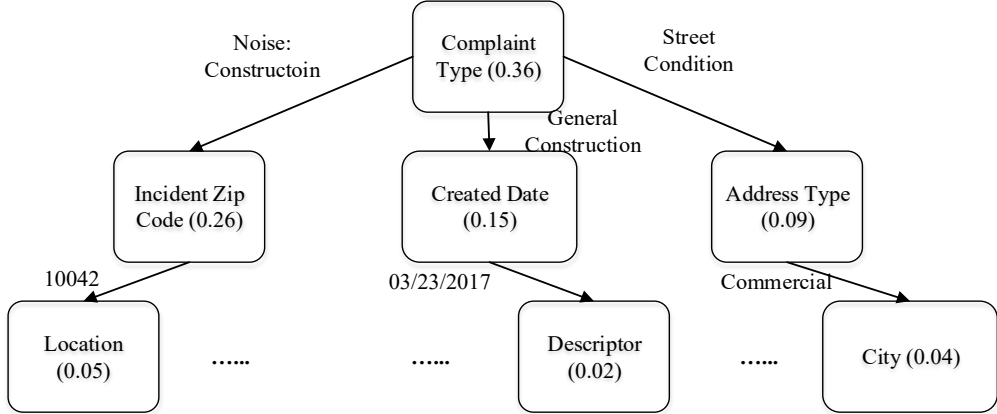 Noise:
Constructoin
Complaint
Type (0.36)
Street
Condition
General
Construction
Incident Zip
Code (0.26)
Created Date
(0.15)
Address Type
(0.09)
10042
03/23/2017
Commercial
Location
(0.05)
…...
…...
Descriptor
(0.02)
…...
City (0.04)